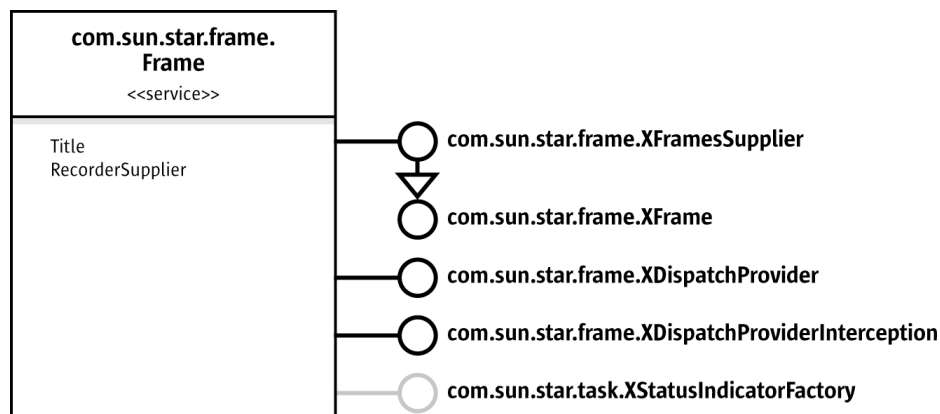 com.sun.star.frame.
Frame
<<service>>
Title
RecorderSupplier
com.sun.star.frame.XFramesSupplier
com.sun.star.frame.XFrame
com.sun.star.frame.XDispatchProvider
com.sun.star.frame.XDispatchProviderInterception
com.sun.star.task.XStatusIndicatorFactory